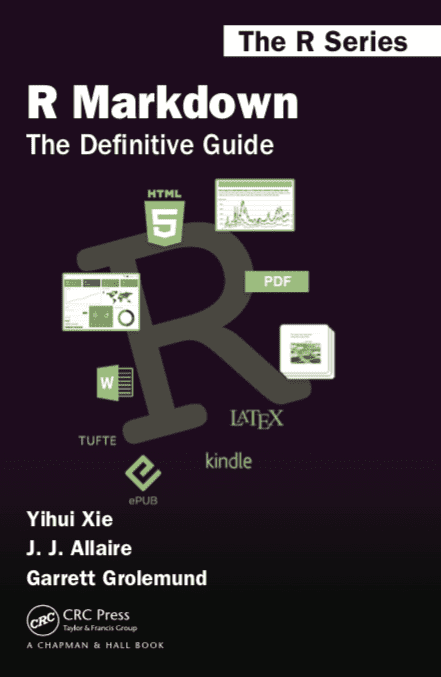 The R Series
R Markdown
The Definitive Guide
HTML
5
PDF
W
LATEX
TUFTE
kindle
ePUB
Yihui Xie
J. J. Allaire
Garrett Grolemund
CRC CRC Press
Taylor & Francis Group
A CHAPMAN & HALL BOOK